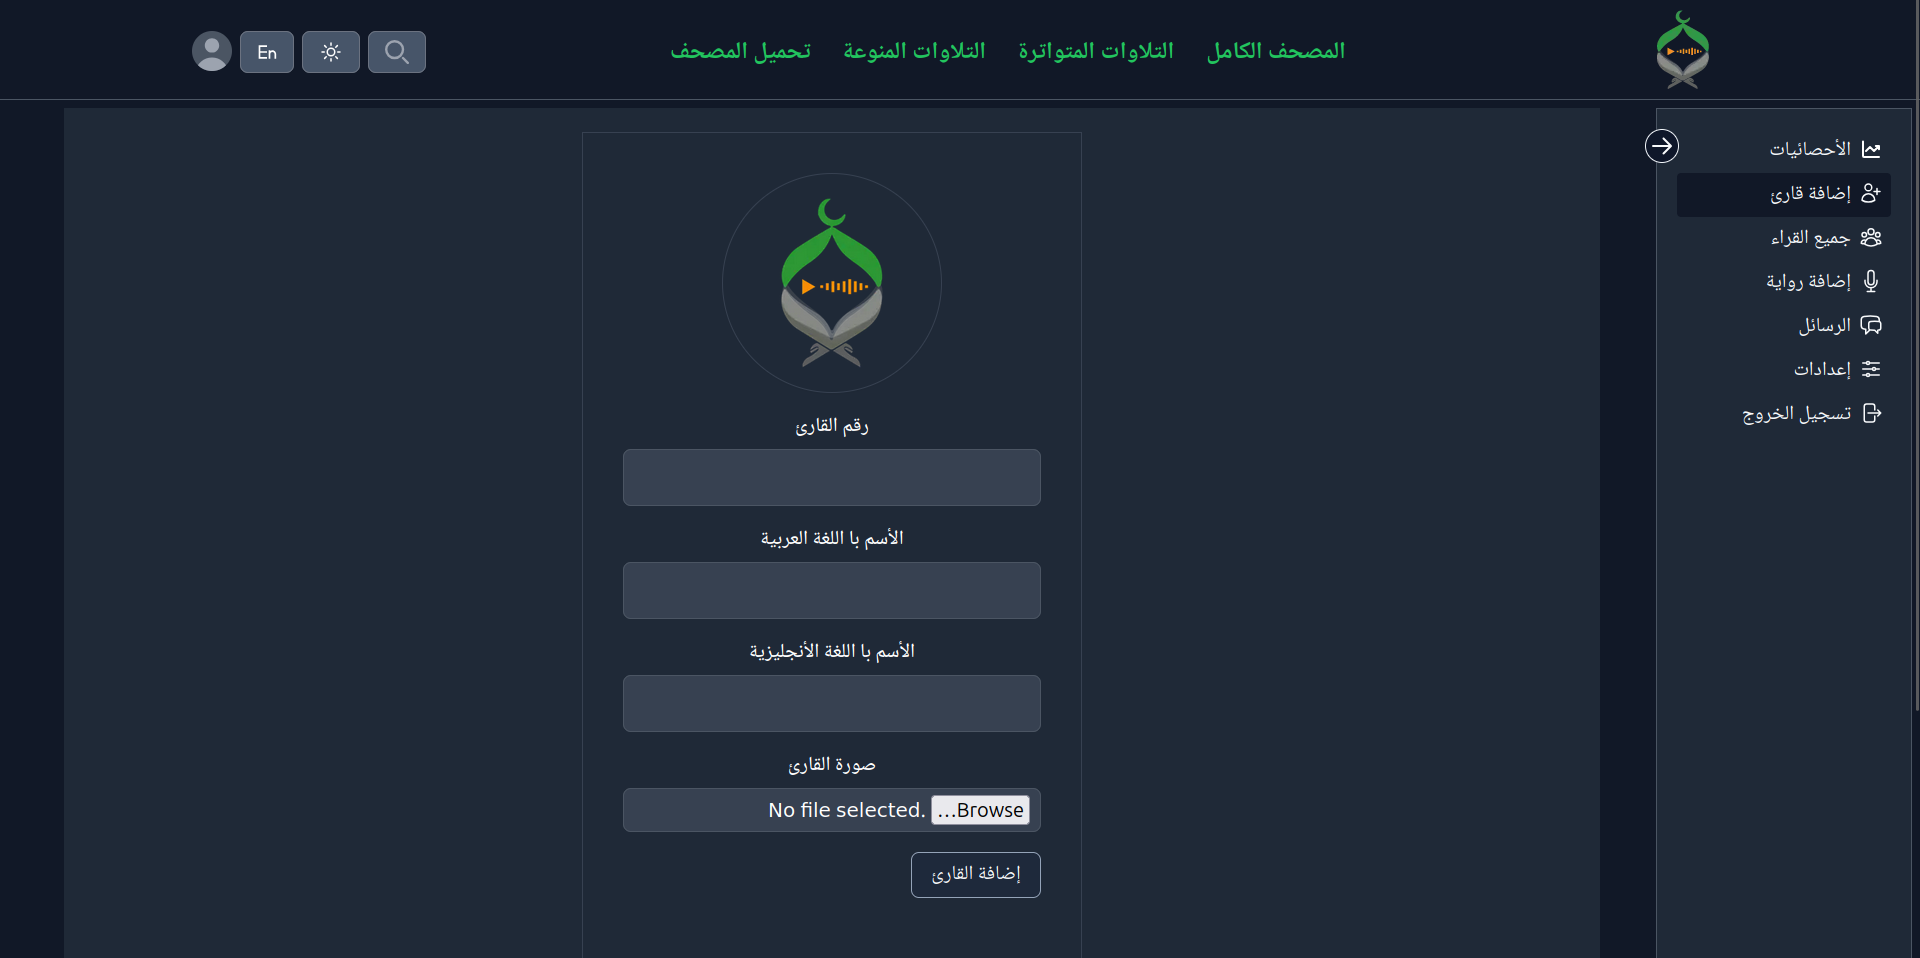 المصحف الكامل
التلاوات المتواترة
التلاوات المنوعة
تحميل المصحف
En
الأحصائيات
إضافة قارئ
جميع القراء
إضافة رواية
الرسائل
إعدادات
تسجيل الخروج
رقم القارئ
الأسم با اللغة العربية
الأسم با اللغة الأنجليزية
صورة القارئ
Browse… No file selected.
إضافة القارئ